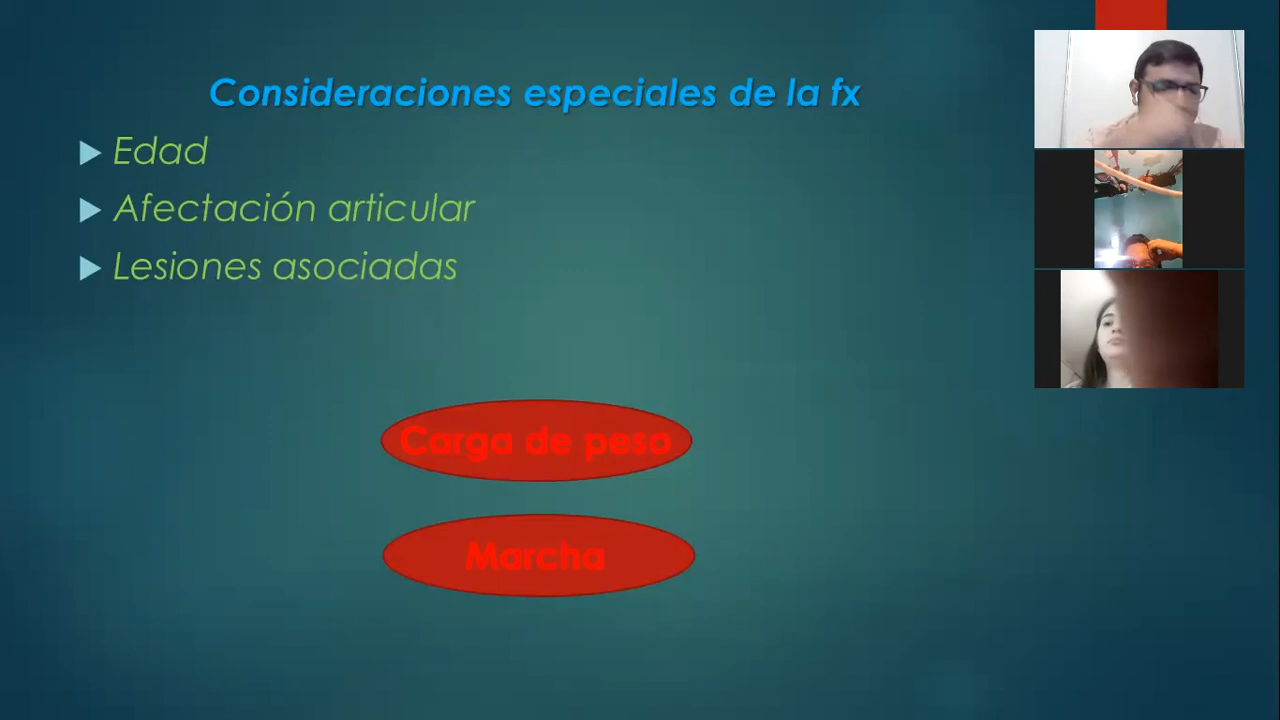 Consideraciones especiales de la fx
Edad
Afectación articular
Lesiones asociadas
Carga de peso
Marcha